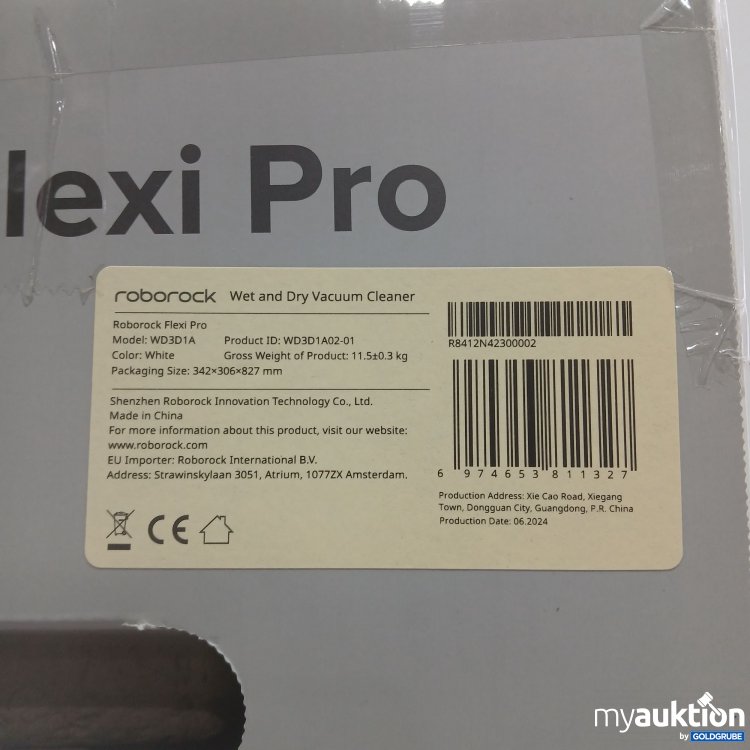 lexi Pro
roborock Wet and Dry Vacuum Cleaner
Roborock Flexi Pro
Model: WD3D1A Product ID: WD3D1A02-01
Color: White Gross Weight of Product: 11.5±0.3 kg
Packaging Size: 342×306×827 mm
Shenzhen Roborock Innovation Technology Co., Ltd.
Made in China
For more information about this product, visit our website:
www.roborock.com
EU Importer: Roborock International B.V.
Address: Strawinskylaan 3051, Atrium, 1077ZX Amsterdam.
CE
R8412N42300002
6 974653 811327
Production Address: Xie Cao Road, Xiegang
Town, Dongguan City, Guangdong, P.R. China
Production Date: 06.2024
myauktion
by GOLDGRUBE